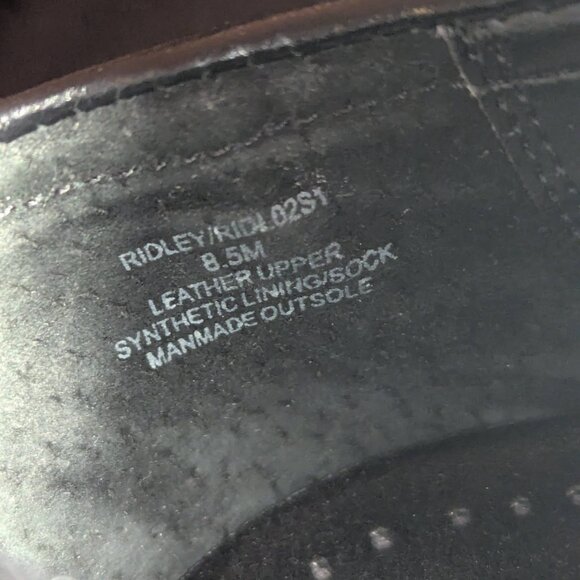 RIDLEY/RIDL02S1
8.5M
LEATHER UPPER
SYNTHETIC LINING/SOCK
MANMADE OUTSOLE